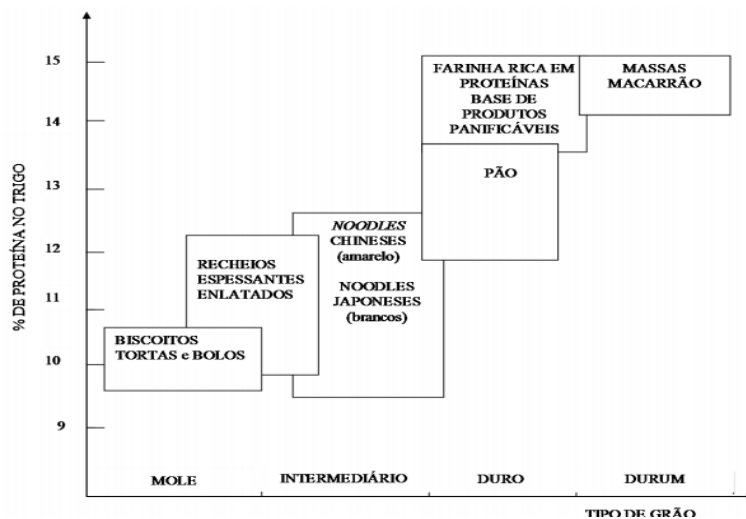 % DE PROTEÍNA NO TRIGO
15
14
13
12
11
10
9
FARINHA RICA EM
PROTEÍNAS
BASE DE
PRODUTOS
PANIFICÁVEIS
MASSAS
MACARRÃO
PÃO
NOODLES
CHINESES
(amarelo)
NOODLES
JAPONESES
(brancos)
RECHEIOS
ESPESSANTES
ENLATADOS
BISCOITOS
TORTAS e BOLOS
MOLE
INTERMEDIÁRIO
DURO
DURUM
TIPO DE GRÃO